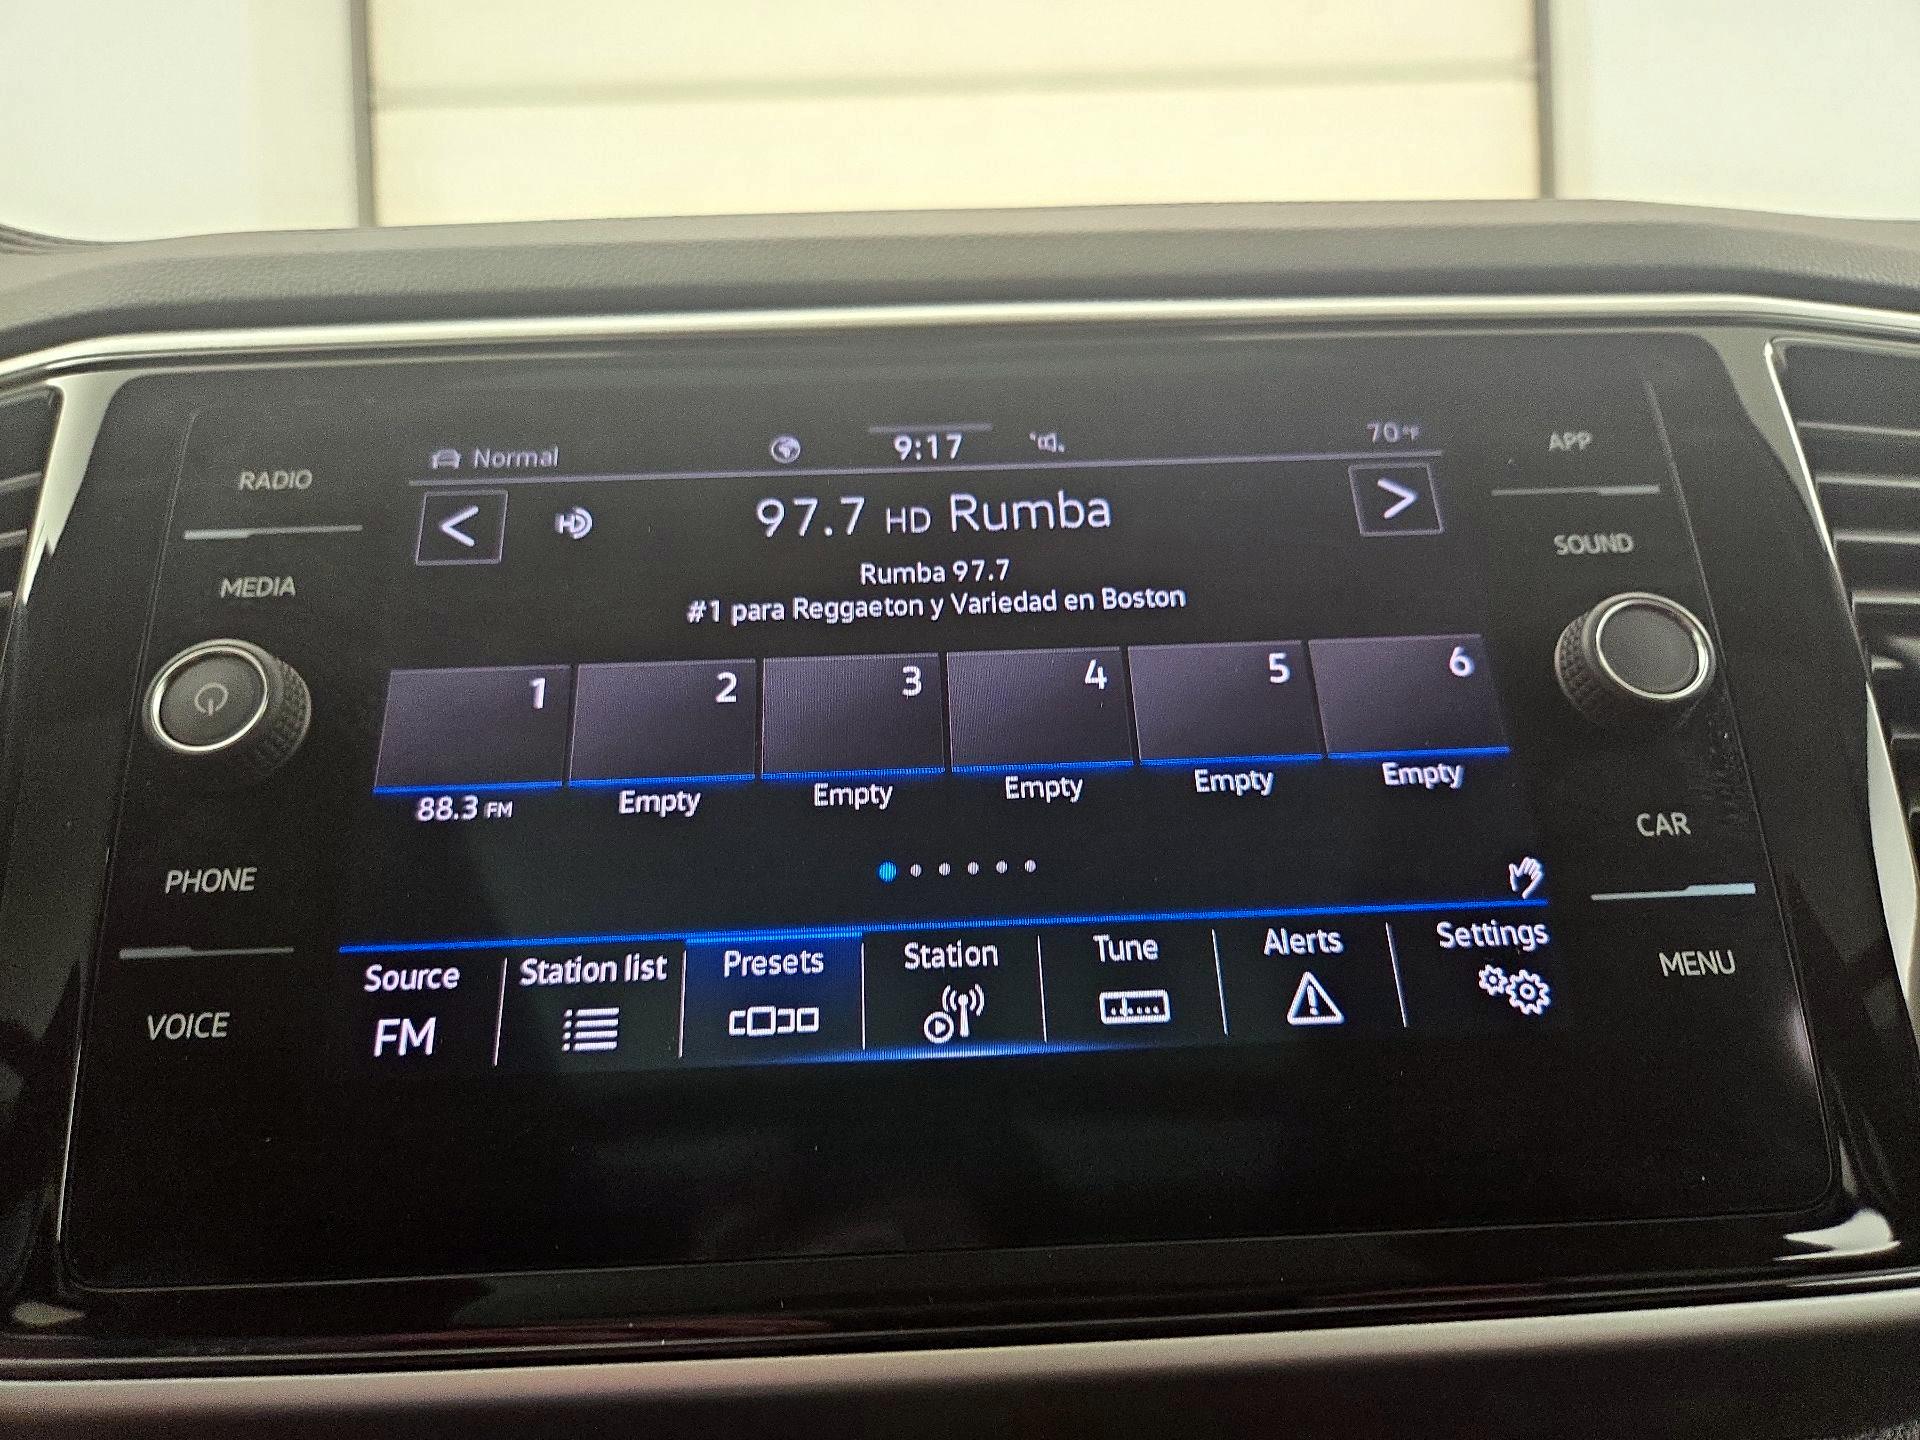 Normal
9:17
70°F
RADIO
APP
97.7 HD Rumba
HD
MEDIA
SOUND
Rumba 97.7
#1 para Reggaeton y Variedad en Boston
1 2 3 4 5 6
88.3 FM Empty Empty Empty Empty Empty
PHONE
CAR
Source Station list Presets Station Tune Alerts Settings
FM
VOICE
MENU